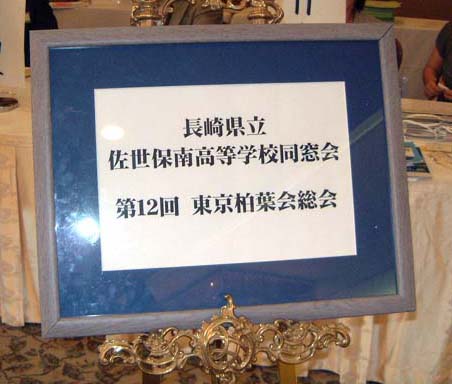 長崎県立
佐世保南高等学校同窓会
第12回 東京柏葉会総会